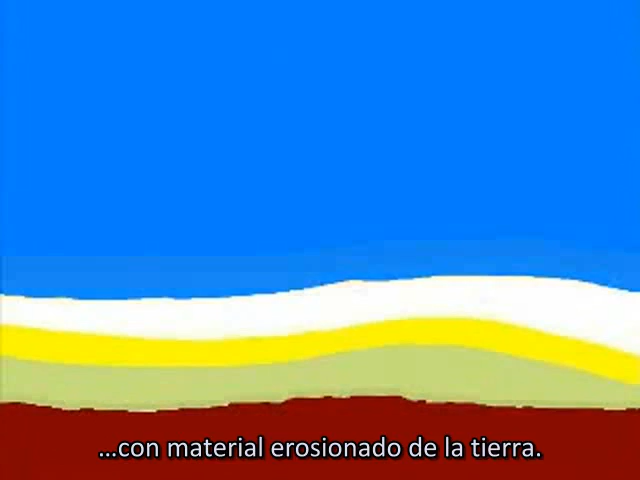 ...con material erosionado de la tierra.